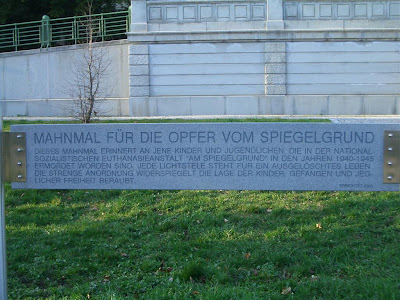 MAHNMAL FÜR DIE OPFER VOM SPIEGELGRUND
DIESES MAHNMAL ERINNERT AN JENE KINDER UND JUGENDLICHEN, DIE IN DER NATIONAL-
SOZIALISTISCHEN EUTHANASIEANSTALT "AM SPIEGELGRUND" IN DEN JAHREN 1940-1945
ERMORDET WORDEN SIND. JEDE LICHTSTELE STEHT FÜR EIN AUSGELÖSCHTES LEBEN.
DIE STRENGE ANORDNUNG WIDERSPIEGELT DIE LAGE DER KINDER, GEFANGEN UND JEG-
LICHER FREIHEIT BERAUBT.